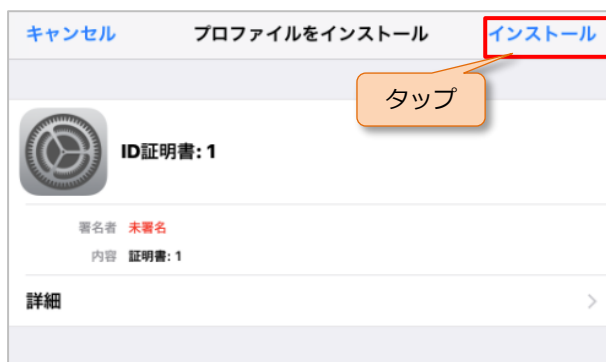 キャンセル プロファイルをインストール インストール
タップ
ID証明書: 1
署名者 未署名
内容 証明書: 1
詳細